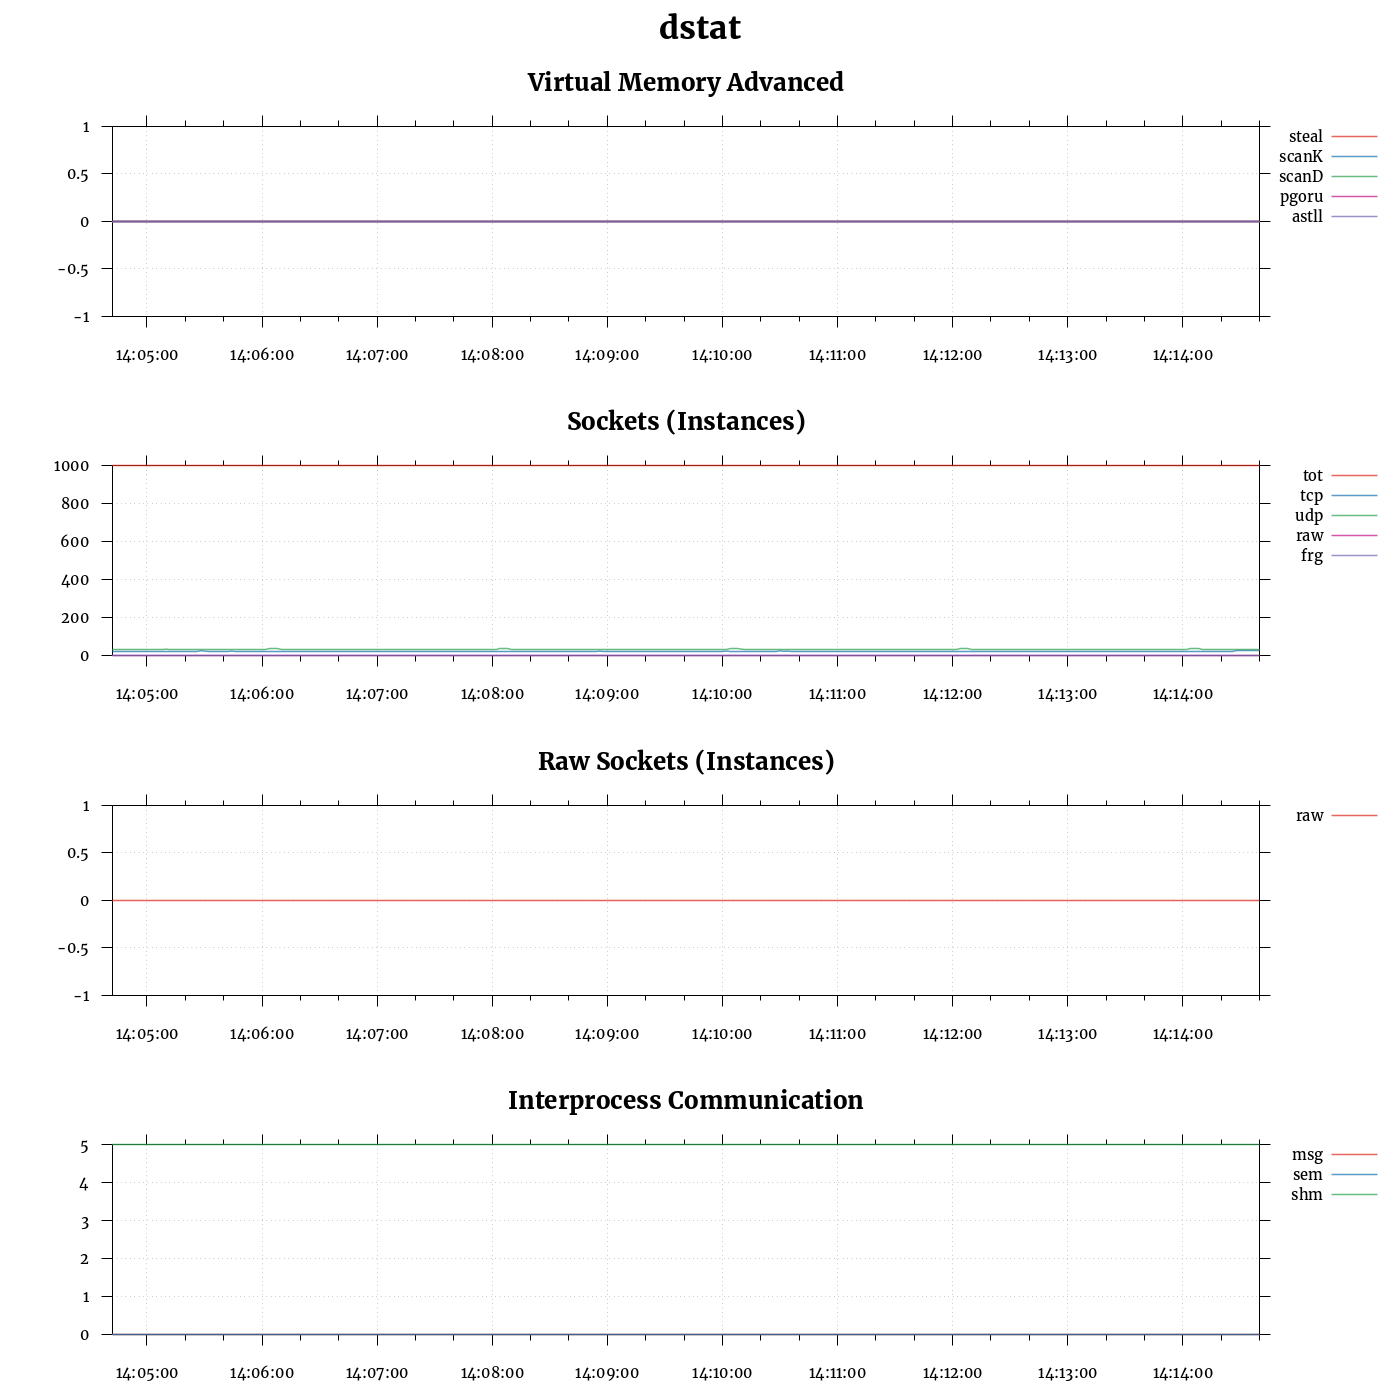 dstat
Virtual Memory Advanced
1
0.5
0
-0.5
-1
14:05:00 14:06:00 14:07:00 14:08:00 14:09:00 14:10:00 14:11:00 14:12:00 14:13:00 14:14:00
steal
scanK
scanD
pgoru
astll
Sockets (Instances)
1000
800
600
400
200
0
14:05:00 14:06:00 14:07:00 14:08:00 14:09:00 14:10:00 14:11:00 14:12:00 14:13:00 14:14:00
tot
tcp
udp
raw
frg
Raw Sockets (Instances)
1
0.5
0
-0.5
-1
14:05:00 14:06:00 14:07:00 14:08:00 14:09:00 14:10:00 14:11:00 14:12:00 14:13:00 14:14:00
raw
Interprocess Communication
5
4
3
2
1
0
14:05:00 14:06:00 14:07:00 14:08:00 14:09:00 14:10:00 14:11:00 14:12:00 14:13:00 14:14:00
msg
sem
shm